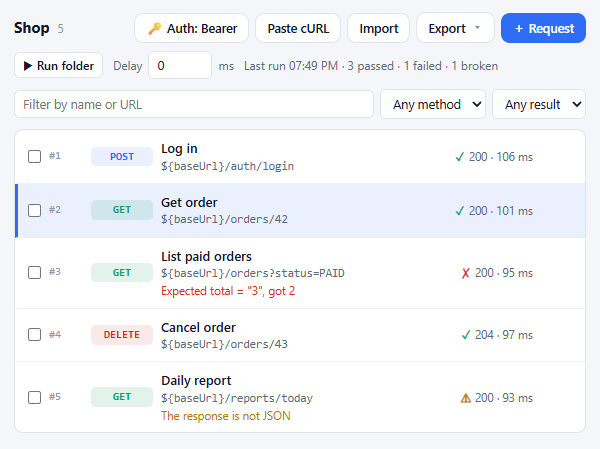 Shop 5
🔑 Auth: Bearer
Paste cURL
Import
Export
+ Request
▶ Run folder
Delay 0 ms
Last run 07:49 PM · 3 passed · 1 failed · 1 broken
Filter by name or URL
Any method
Any result
#1 POST Log in ✓ 200 · 106 ms
${baseUrl}/auth/login
#2 GET Get order ✓ 200 · 101 ms
${baseUrl}/orders/42
#3 GET List paid orders ✗ 200 · 95 ms
${baseUrl}/orders?status=PAID
Expected total = "3", got 2
#4 DELETE Cancel order ✓ 204 · 97 ms
${baseUrl}/orders/43
#5 GET Daily report ⚠ 200 · 93 ms
${baseUrl}/reports/today
The response is not JSON